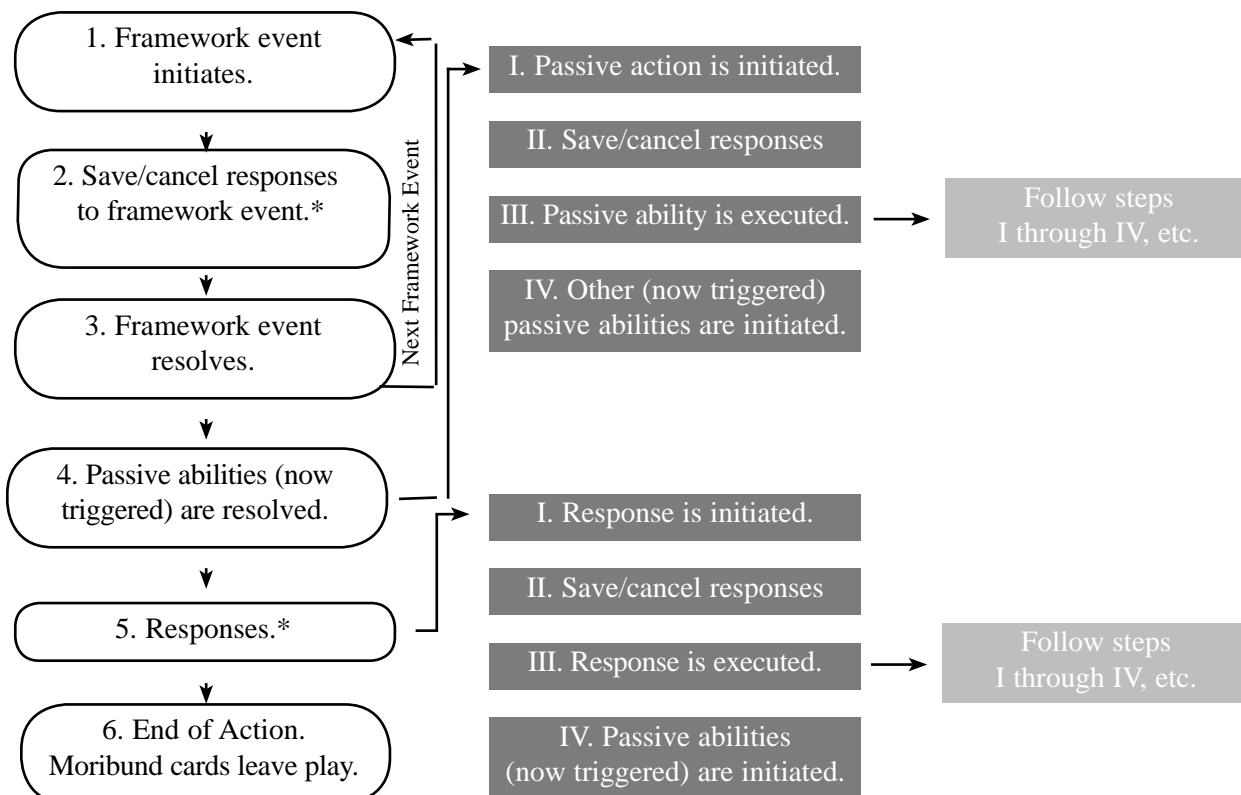 1. Framework event
initiates.
2. Save/cancel responses
to framework event.*
3. Framework event
resolves.
4. Passive abilities (now
triggered) are resolved.
5. Responses.*
6. End of Action.
Moribund cards leave play.
Next Framework Event
I. Passive action is initiated.
II. Save/cancel responses
III. Passive ability is executed.
IV. Other (now triggered)
passive abilities are initiated.
Follow steps
I through IV, etc.
I. Response is initiated.
II. Save/cancel responses
III. Response is executed.
IV. Passive abilities
(now triggered) are initiated.
Follow steps
I through IV, etc.